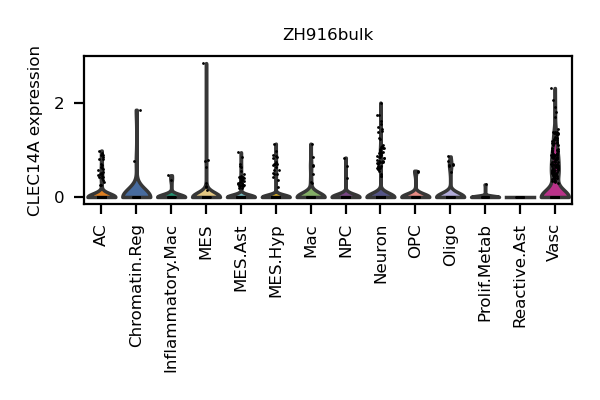 ZH916bulk
CLEC14A expression
2
0
AC
Chromatin.Reg
Inflammatory.Mac
MES
MES.Ast
MES.Hyp
Mac
NPC
Neuron
OPC
Oligo
Prolif.Metab
Reactive.Ast
Vasc